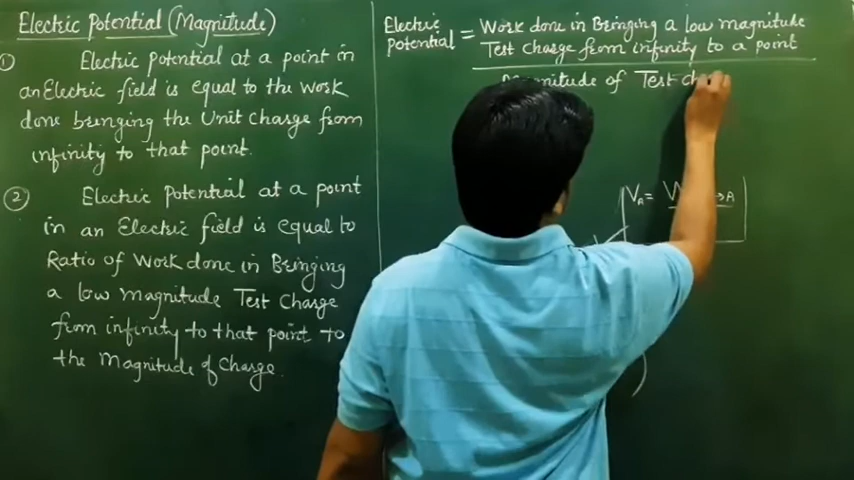 Electric Potential (Magnitude)
① Electric potential at a point in
an Electric field is equal to the work
done bringing the Unit Charge from
infinity to that point.
② Electric Potential at a point
in an Electric field is equal to
Ratio of Work done in Bringing
a low magnitude Test Charge
from infinity to that point to
the Magnitude of Charge.
Electric Potential = Work done in Bringing a low magnitude
Test Charge from infinity to a point
Magnitude of Test
V_A = W → A